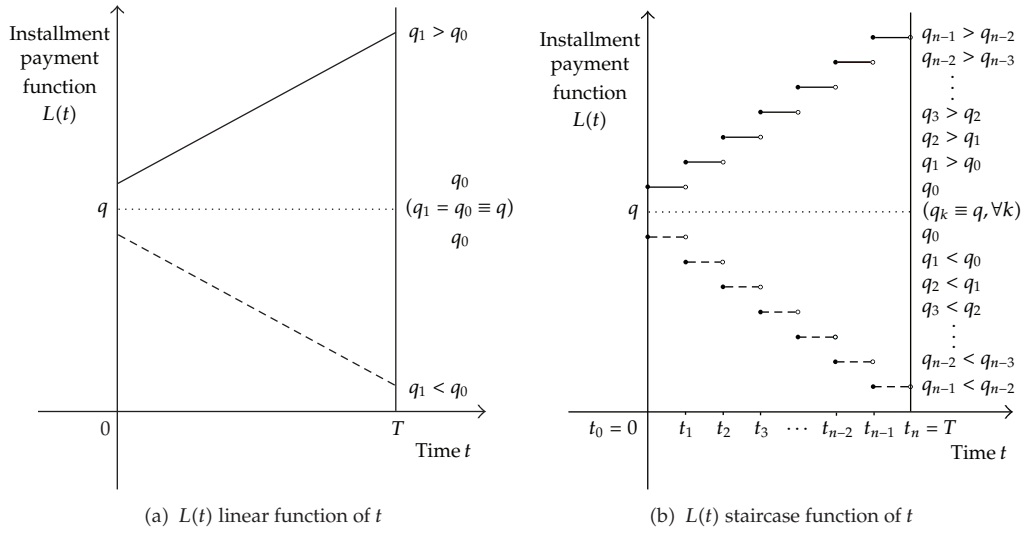 Installment
payment
function
L(t)
q₁ > q₀
q₀
q
(q₁ = q₀ ≡ q)
q₀
q₁ < q₀
0
T
Time t
(a) L(t) linear function of t
Installment
payment
function
L(t)
qₙ₋₁ > qₙ₋₂
qₙ₋₂ > qₙ₋₃
⋮
q₃ > q₂
q₂ > q₁
q₁ > q₀
q₀
q
(qₖ ≡ q, ∀k)
q₀
q₁ < q₀
q₂ < q₁
q₃ < q₂
⋮
qₙ₋₂ < qₙ₋₃
qₙ₋₁ < qₙ₋₂
t₀ = 0 t₁ t₂ t₃ ⋯ tₙ₋₂ tₙ₋₁ tₙ = T
Time t
(b) L(t) staircase function of t